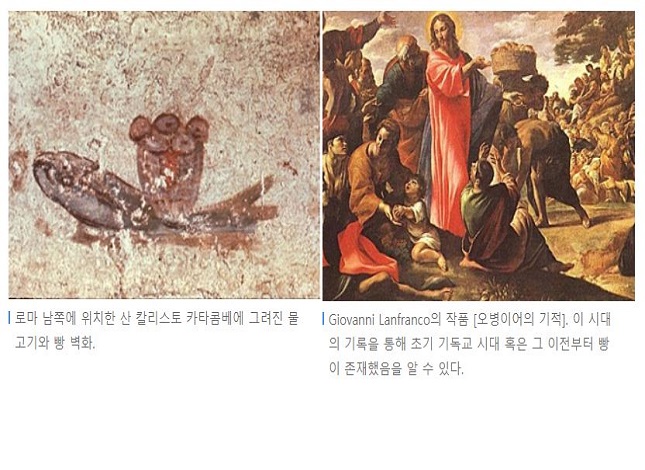 로마 남쪽에 위치한 산 칼리스토 카타콤베에 그려진 물
고기와 빵 벽화.
Giovanni Lanfranco의 작품 [오병이어의 기적]. 이 시대
의 기록을 통해 초기 기독교 시대 혹은 그 이전부터 빵
이 존재했음을 알 수 있다.